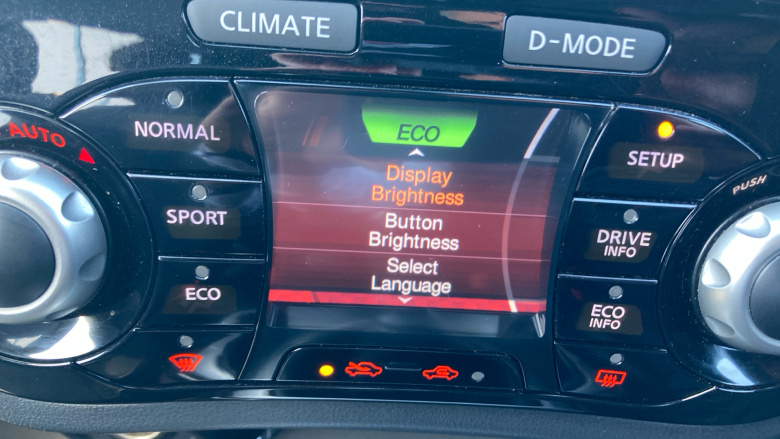 CLIMATE
D-MODE
AUTO
NORMAL
SPORT
ECO
ECO
Display
Brightness
Button
Brightness
Select
Language
SETUP
PUSH
DRIVE
INFO
ECO
INFO